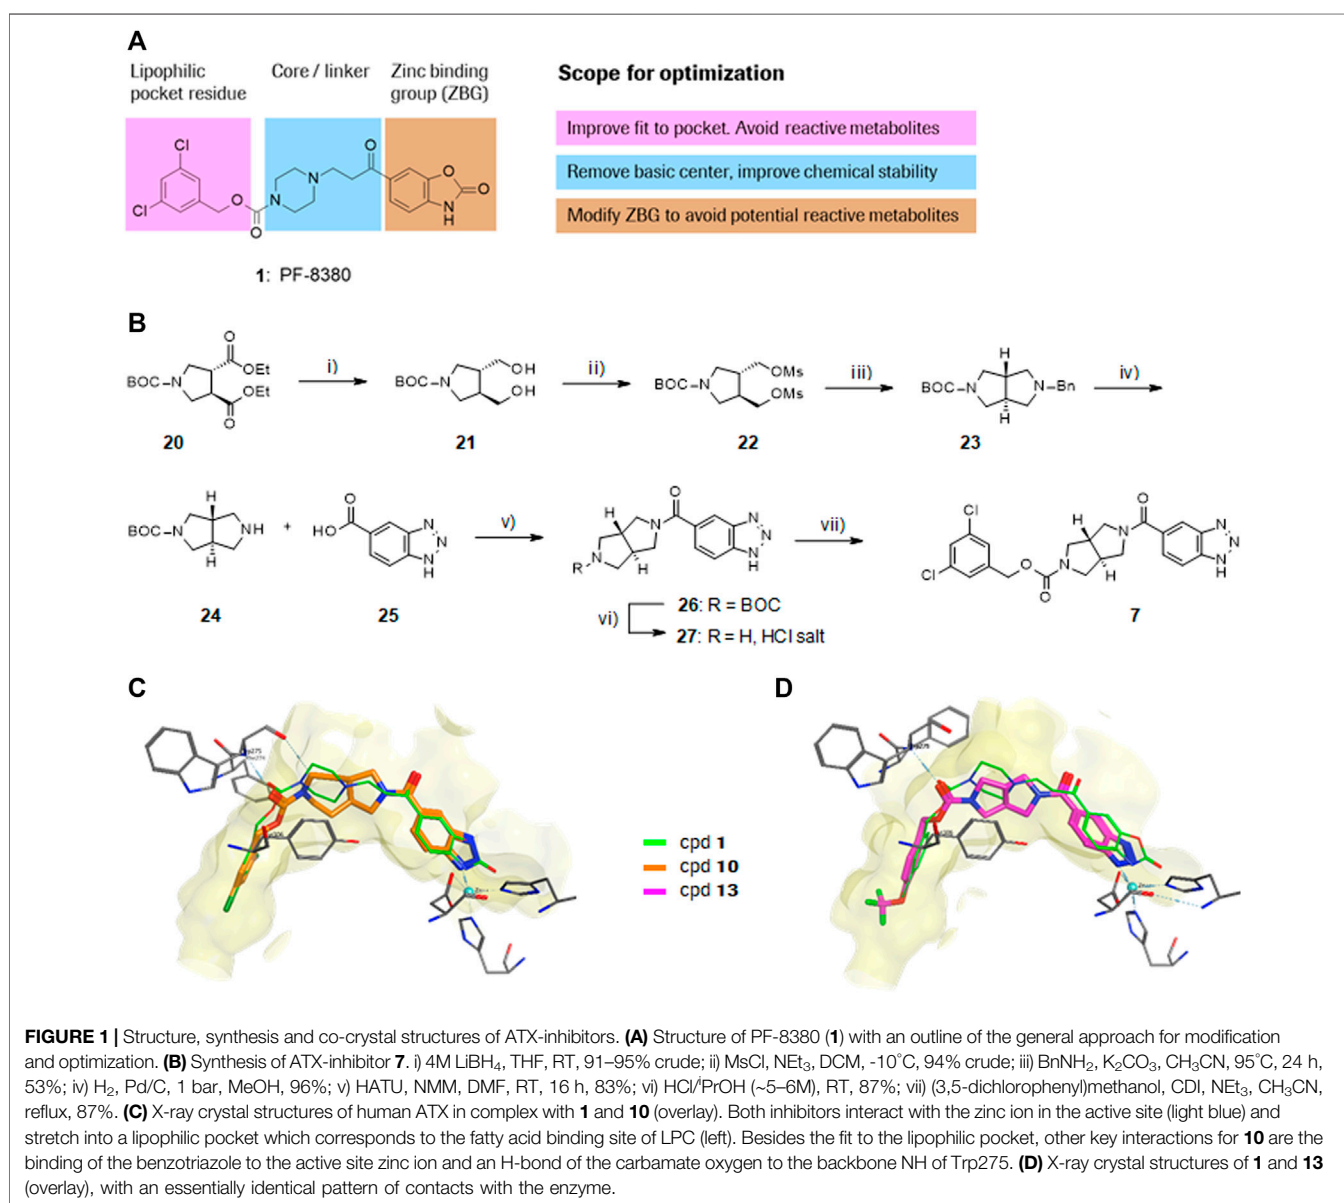 A
Lipophilic
pocket residue
Core / linker
Zinc binding
group (ZBG)
Scope for optimization
Improve fit to pocket. Avoid reactive metabolites
Remove basic center, improve chemical stability
Modify ZBG to avoid potential reactive metabolites
Cl
Cl
O
O
N
N
O
O
O
N
H
1: PF-8380
B
BOC-N
O
OEt
OEt
O
20
i)
BOC-N
OH
OH
21
ii)
BOC-N
OMs
OMs
22
iii)
H
BOC-N
N-Bn
H
23
iv)
H
BOC-N
NH
H
24
+
O
HO
N
N
N
H
25
v)
O
H
N
N
R
H
N
N
N
H
vi)
26: R = BOC
27: R = H, HCl salt
vii)
Cl
Cl
O
O
N
H
H
N
O
N
N
N
H
7
C
cpd 1
cpd 10
cpd 13
D
FIGURE 1 | Structure, synthesis and co-crystal structures of ATX-inhibitors. (A) Structure of PF-8380 (1) with an outline of the general approach for modification
and optimization. (B) Synthesis of ATX-inhibitor 7. i) 4M LiBH₄, THF, RT, 91–95% crude; ii) MsCl, NEt₃, DCM, -10°C, 94% crude; iii) BnNH₂, K₂CO₃, CH₃CN, 95°C, 24 h,
53%; iv) H₂, Pd/C, 1 bar, MeOH, 96%; v) HATU, NMM, DMF, RT, 16 h, 83%; vi) HCl/ⁱPrOH (~5–6M), RT, 87%; vii) (3,5-dichlorophenyl)methanol, CDI, NEt₃, CH₃CN,
reflux, 87%. (C) X-ray crystal structures of human ATX in complex with 1 and 10 (overlay). Both inhibitors interact with the zinc ion in the active site (light blue) and
stretch into a lipophilic pocket which corresponds to the fatty acid binding site of LPC (left). Besides the fit to the lipophilic pocket, other key interactions for 10 are the
binding of the benzotriazole to the active site zinc ion and an H-bond of the carbamate oxygen to the backbone NH of Trp275. (D) X-ray crystal structures of 1 and 13
(overlay), with an essentially identical pattern of contacts with the enzyme.